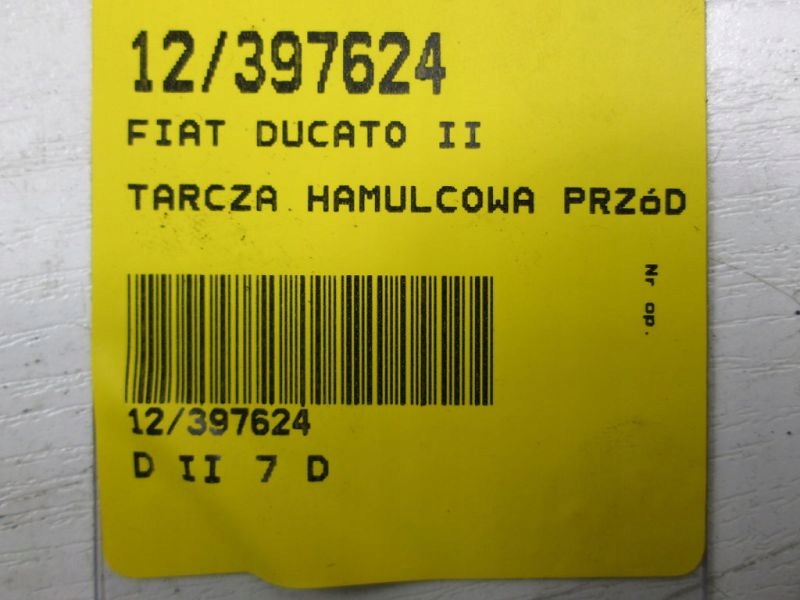 12/397624
FIAT DUCATO II
TARCZA HAMULCOWA PRZóD
Nr op.
12/397624
D II 7 D